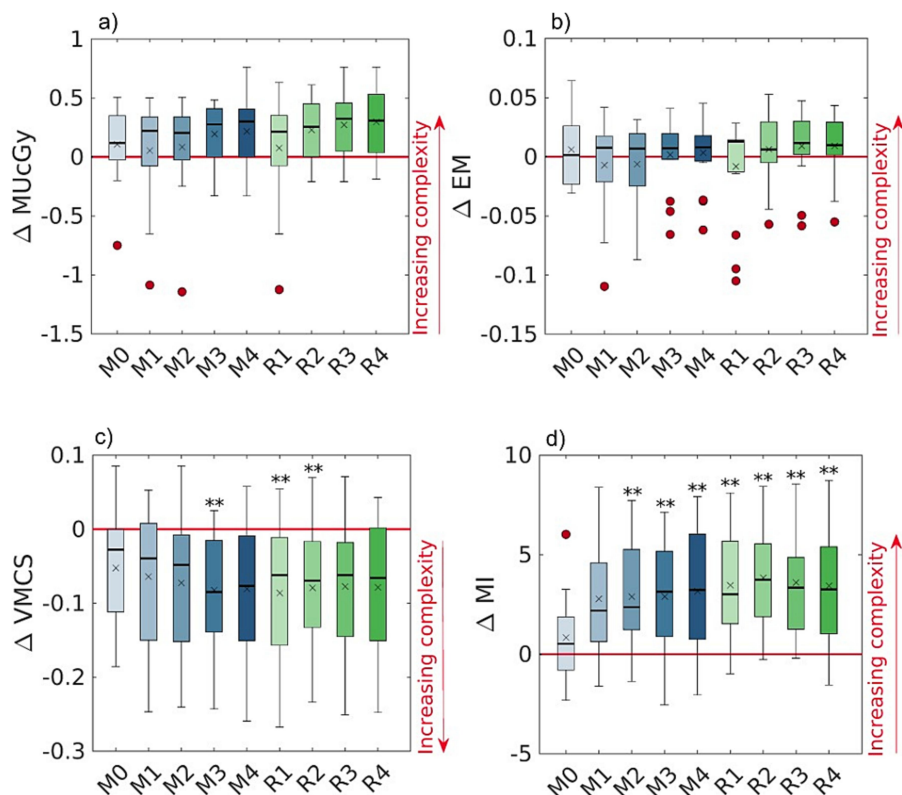 a)
Δ MUcGy
1
0.5
0
0.5
-1
-1.5
M0 M1 M2 M3 M4 R1 R2 R3 R4
Increasing complexity
b)
Δ EM
0.1
0.05
0
-0.05
-0.1
-0.15
M0 M1 M2 M3 M4 R1 R2 R3 R4
Increasing complexity
c)
Δ VMCS
0.1
0
-0.1
-0.2
-0.3
** ** **
M0 M1 M2 M3 M4 R1 R2 R3 R4
Increasing complexity
d)
Δ MI
10
5
0
-5
** ** ** ** ** ** **
M0 M1 M2 M3 M4 R1 R2 R3 R4
Increasing complexity